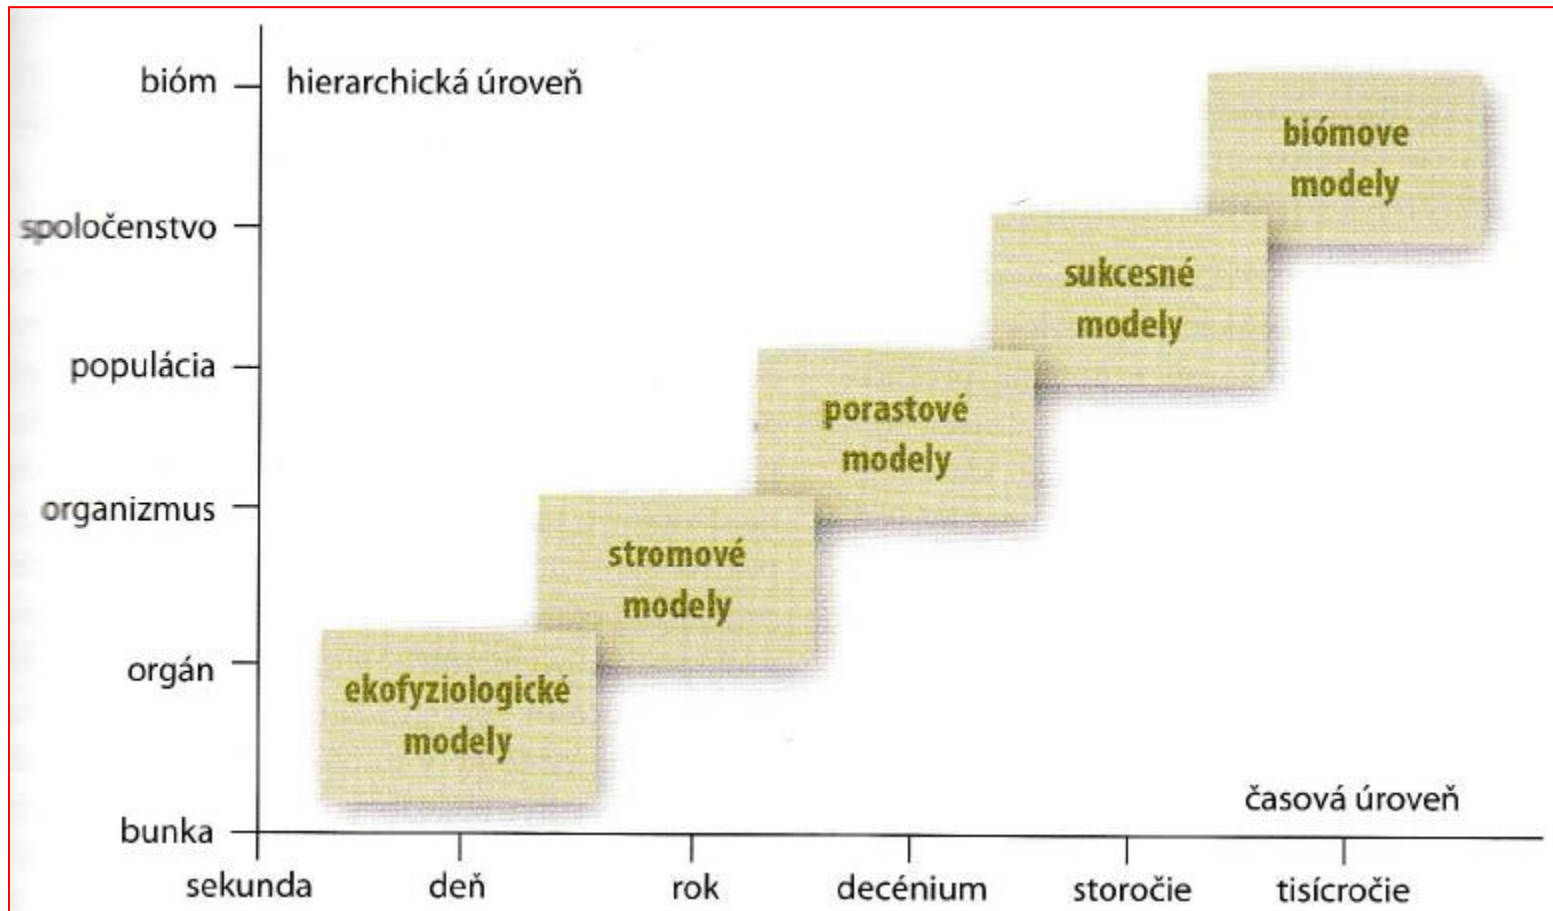 bióm
hierarchická úroveň
biómove
modely
spoločenstvo
sukcesné
modely
populácia
porastové
modely
organizmus
stromové
modely
orgán
ekofyziologické
modely
časová úroveň
bunka
sekunda
deň
rok
decénium
storočie
tisícročie